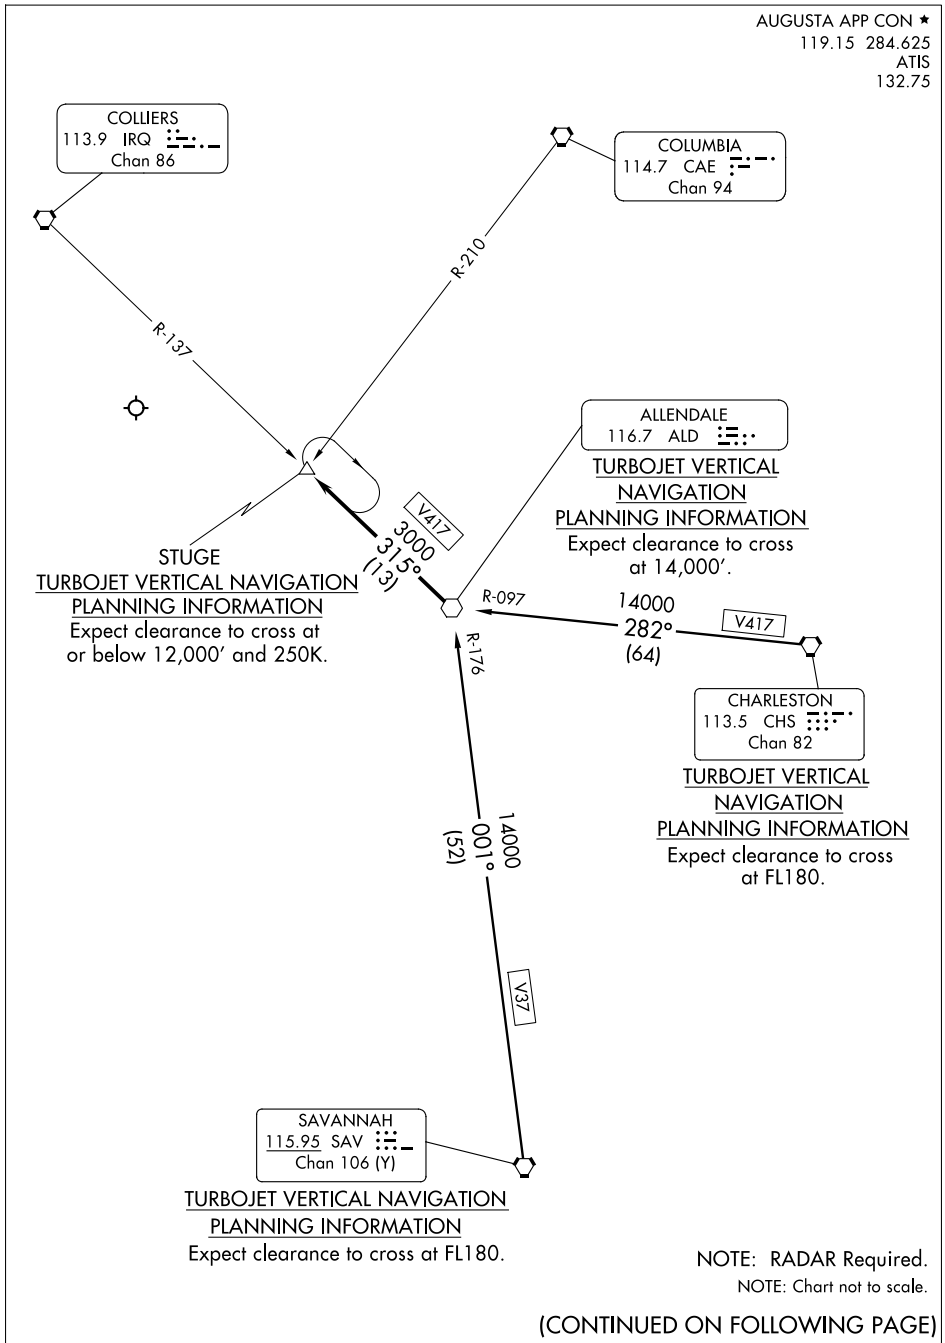 AUGUSTA APP CON ★
119.15 284.625
ATIS
132.75
COLLIERS
113.9 IRQ
Chan 86
COLUMBIA
114.7 CAE
Chan 94
R-210
R-137
ALLENDALE
116.7 ALD
TURBOJET VERTICAL
NAVIGATION
PLANNING INFORMATION
Expect clearance to cross
at 14,000′.
V417
3000
315°
(13)
STUGE
TURBOJET VERTICAL NAVIGATION
PLANNING INFORMATION
Expect clearance to cross at
or below 12,000′ and 250K.
R-097
14000
282°
(64)
V417
R-176
CHARLESTON
113.5 CHS
Chan 82
TURBOJET VERTICAL
NAVIGATION
PLANNING INFORMATION
Expect clearance to cross
at FL180.
14000
001°
(52)
V37
SAVANNAH
115.95 SAV
Chan 106 (Y)
TURBOJET VERTICAL NAVIGATION
PLANNING INFORMATION
Expect clearance to cross at FL180.
NOTE: RADAR Required.
NOTE: Chart not to scale.
(CONTINUED ON FOLLOWING PAGE)